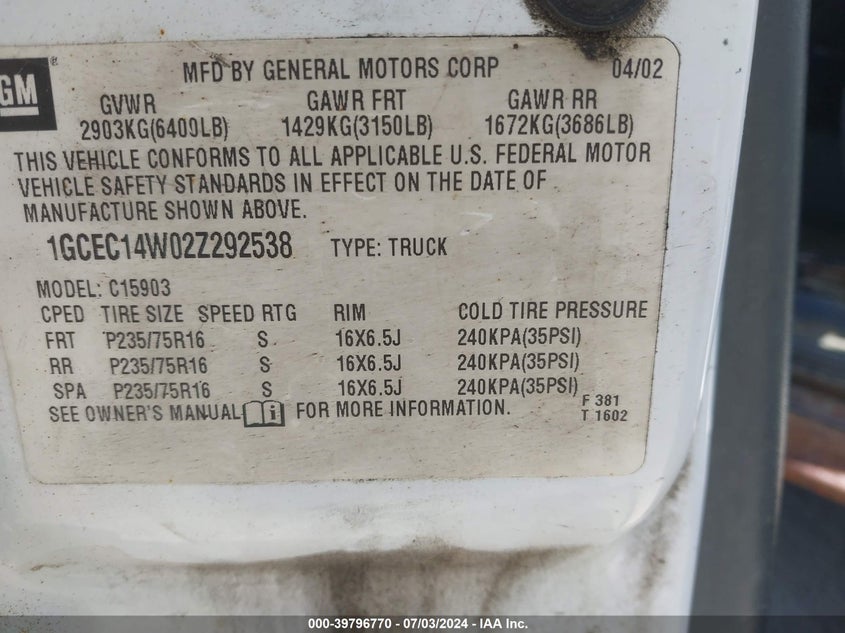 GM® MFD BY GENERAL MOTORS CORP 04/02
GVWR GAWR FRT GAWR RR
2903KG(6400LB) 1429KG(3150LB) 1672KG(3686LB)
THIS VEHICLE CONFORMS TO ALL APPLICABLE U.S. FEDERAL MOTOR
VEHICLE SAFETY STANDARDS IN EFFECT ON THE DATE OF
MANUFACTURE SHOWN ABOVE.
1GCEC14W02Z292538 TYPE: TRUCK
MODEL: C15903
CPED TIRE SIZE SPEED RTG RIM COLD TIRE PRESSURE
FRT P235/75R16 S 16X6.5J 240KPA(35PSI)
RR P235/75R16 S 16X6.5J 240KPA(35PSI)
SPA P235/75R16 S 16X6.5J 240KPA(35PSI)
SEE OWNER'S MANUAL i FOR MORE INFORMATION.
F 381
T 1602
000-39796770 - 07/03/2024 - IAA Inc.